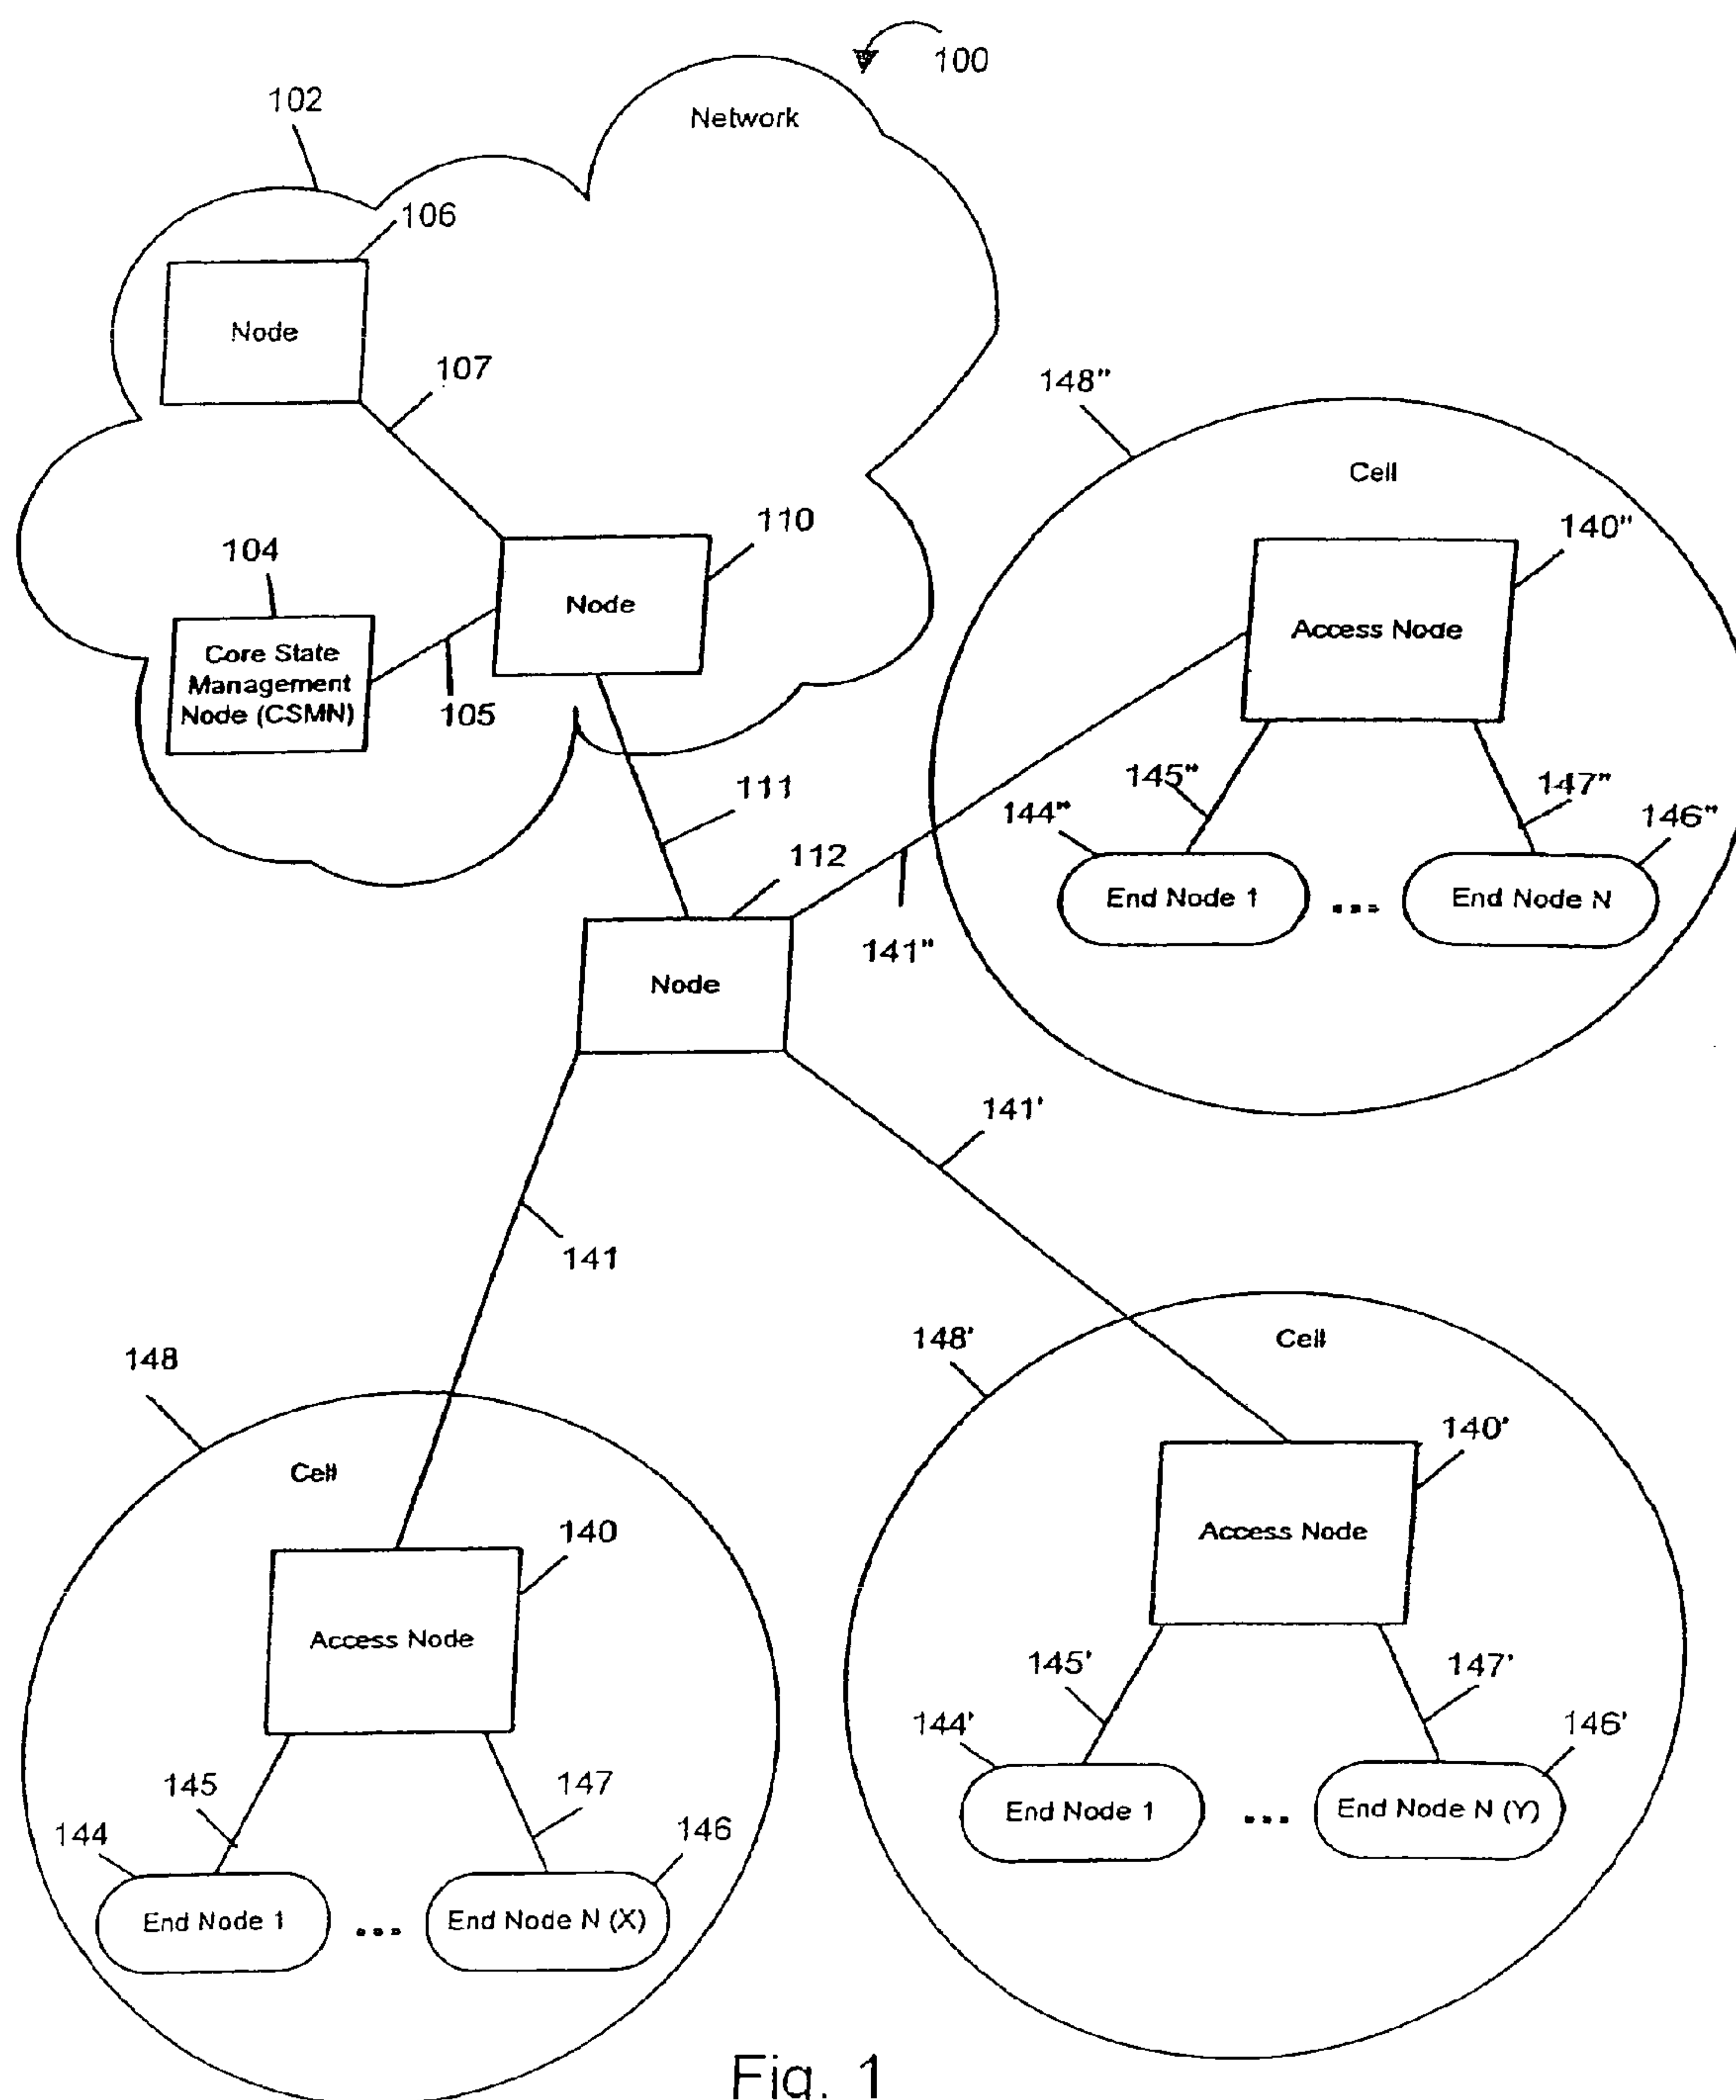 100
102
Network
106
Node
107
148"
Cell
110
140"
104
Node
Access Node
Core State
Management
Node (CSMN)
105
145"
147"
111
144"
146"
112
End Node 1
...
End Node N
141"
Node
141'
141
148'
Cell
148
140'
Cell
140
Access Node
Access Node
145'
147'
144'
146'
145
147
End Node 1
...
End Node N (Y)
144
146
End Node 1
...
End Node N (X)
Fig. 1